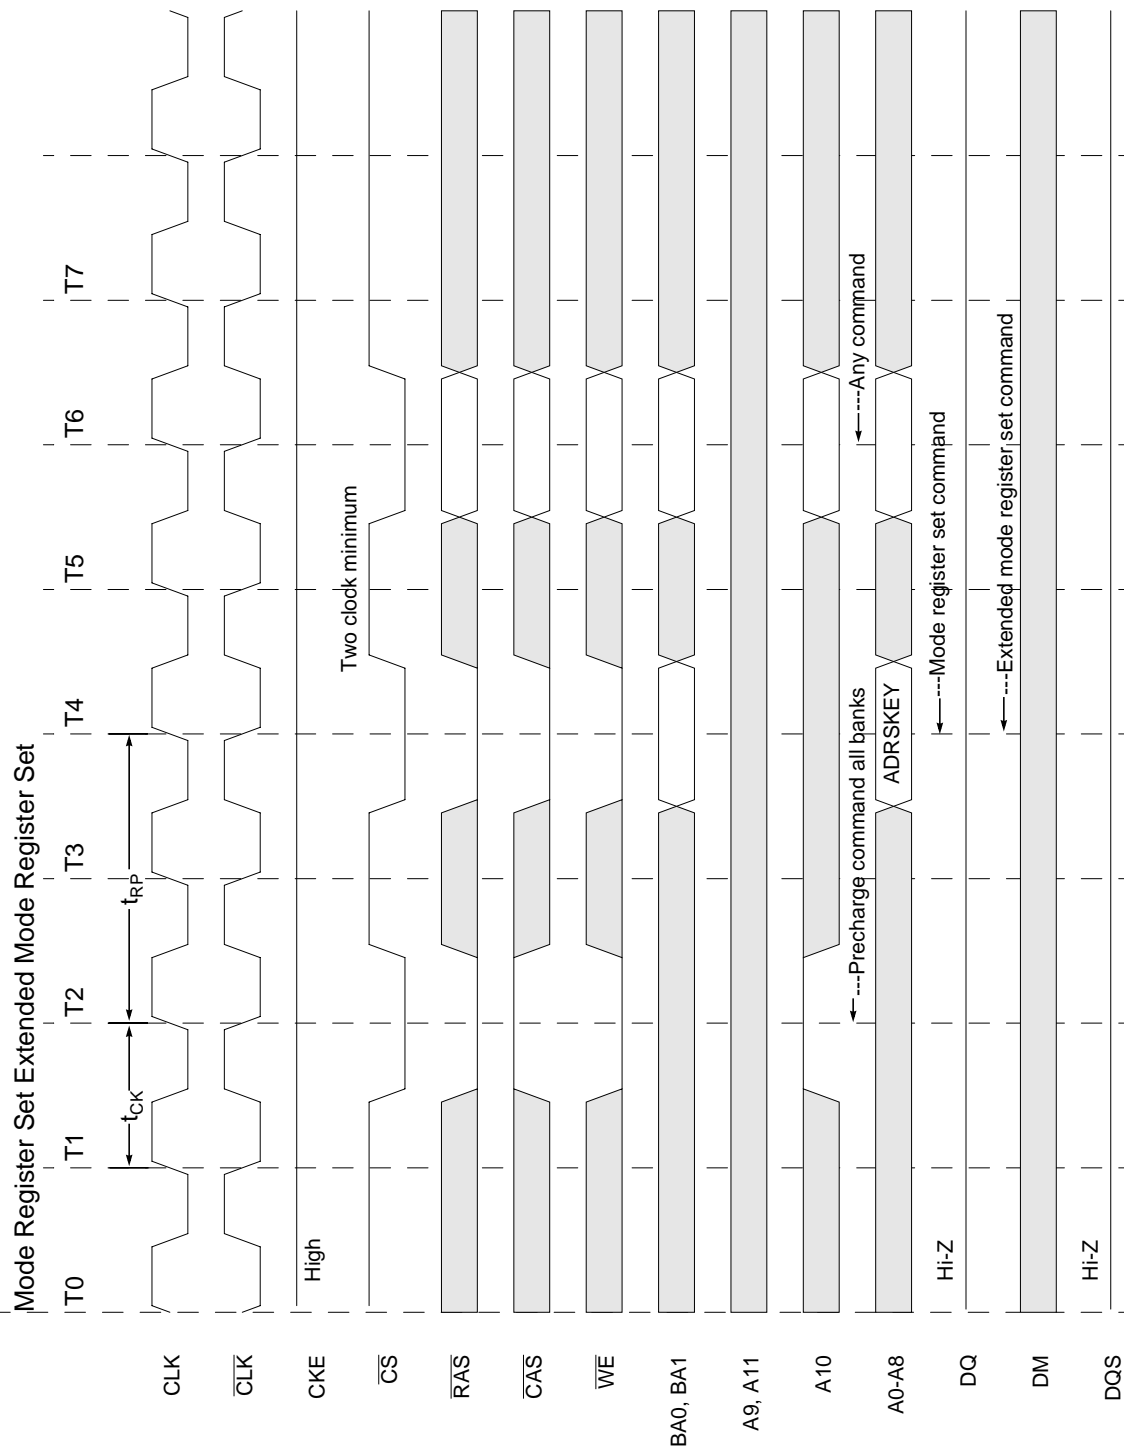 Mode Register Set Extended Mode Register Set
T0 T1 T2 T3 T4 T5 T6 T7
tCK tRP
CLK
CLK
CKE
High
CS
Two clock minimum
RAS
CAS
WE
BA0, BA1
A9, A11
A10
----Precharge command all banks
----Any command
A0-A8
ADRSKEY
----Mode register set command
DQ
Hi-Z
----Extended mode register set command
DM
DQS
Hi-Z